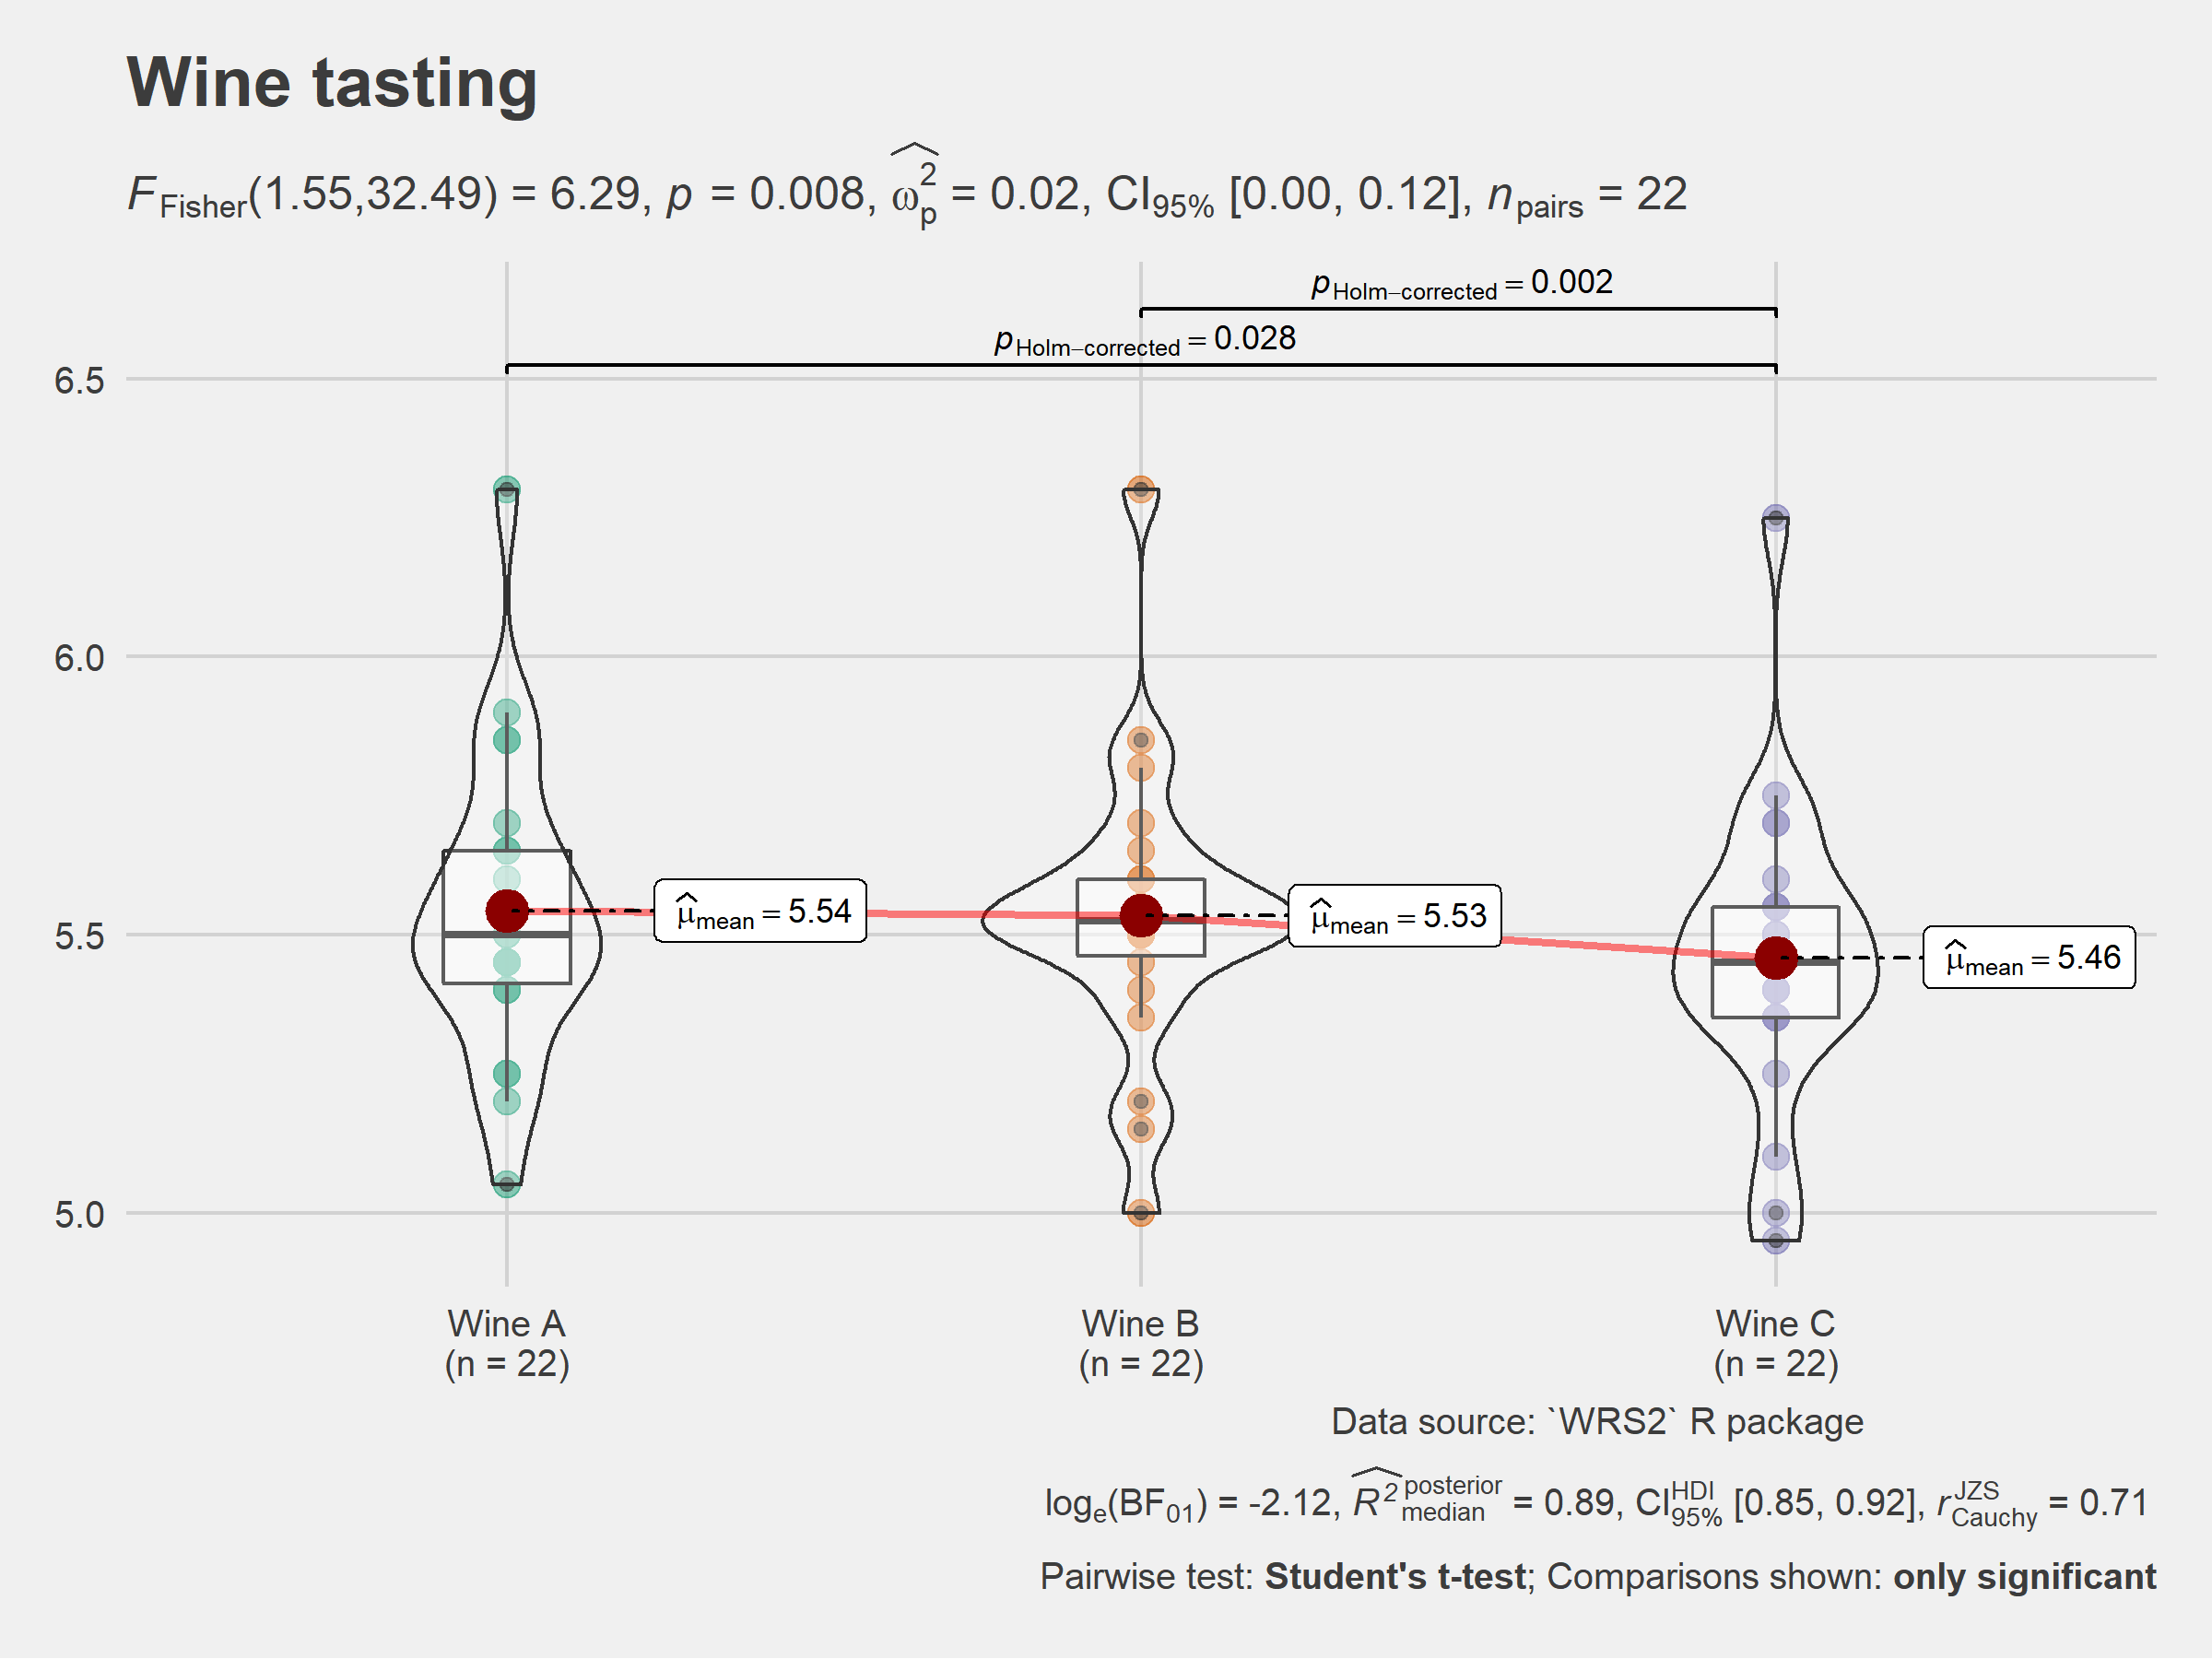 Wine tasting
F Fisher(1.55,32.49) = 6.29, p = 0.008, ω̂p² = 0.02, CI95% [0.00, 0.12], npairs = 22
pHolm−corrected = 0.002
pHolm−corrected = 0.028
6.5
6.0
μ̂mean = 5.54
μ̂mean = 5.53
5.5
μ̂mean = 5.46
5.0
Wine A
(n = 22)
Wine B
(n = 22)
Wine C
(n = 22)
Data source: `WRS2` R package
loge(BF01) = -2.12, R̂² posterior median = 0.89, CI HDI 95% [0.85, 0.92], r JZS Cauchy = 0.71
Pairwise test: Student's t-test; Comparisons shown: only significant